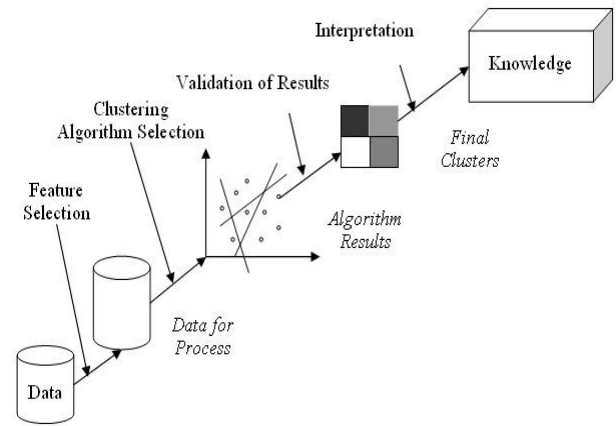 Interpretation
Knowledge
Validation of Results
Clustering
Algorithm Selection
Final
Clusters
Feature
Selection
Algorithm
Results
Data for
Process
Data